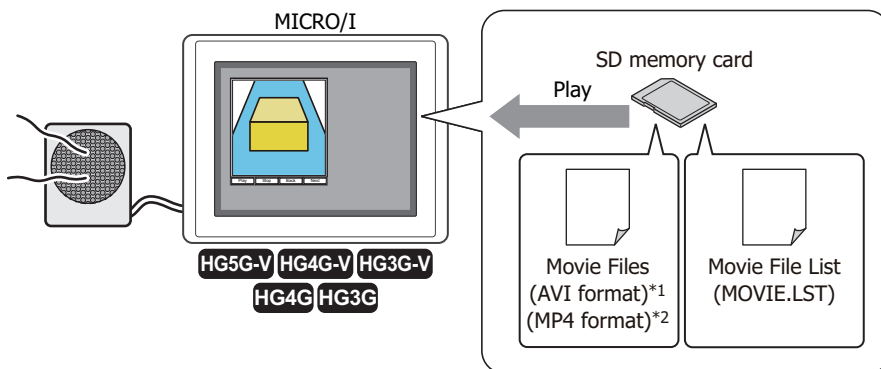 MICRO/I
SD memory card
Play
Play Stop Back Next
HG5G-V HG4G-V HG3G-V
HG4G HG3G
Movie Files
(AVI format)*1
(MP4 format)*2
Movie File List
(MOVIE.LST)